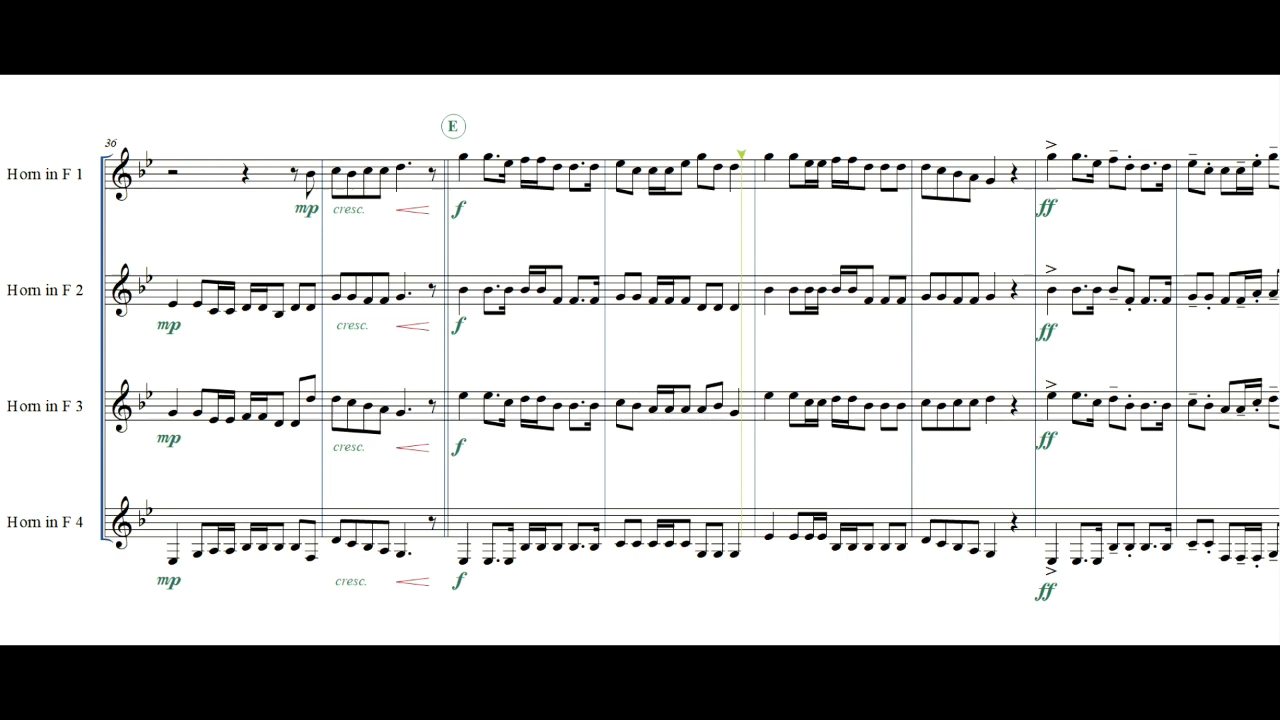 E
36
Horn in F 1
mp cresc. f ff
Horn in F 2
mp cresc. f ff
Horn in F 3
mp cresc. f ff
Horn in F 4
mp cresc. f ff